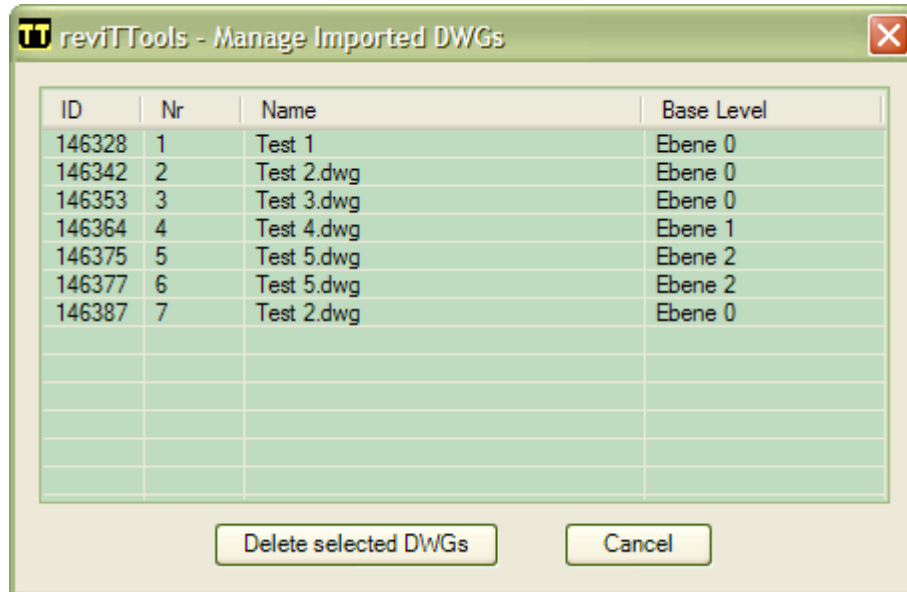 TT reviTTools - Manage Imported DWGs
ID Nr Name Base Level
146328 1 Test 1 Ebene 0
146342 2 Test 2.dwg Ebene 0
146353 3 Test 3.dwg Ebene 0
146364 4 Test 4.dwg Ebene 1
146375 5 Test 5.dwg Ebene 2
146377 6 Test 5.dwg Ebene 2
146387 7 Test 2.dwg Ebene 0
Delete selected DWGs Cancel